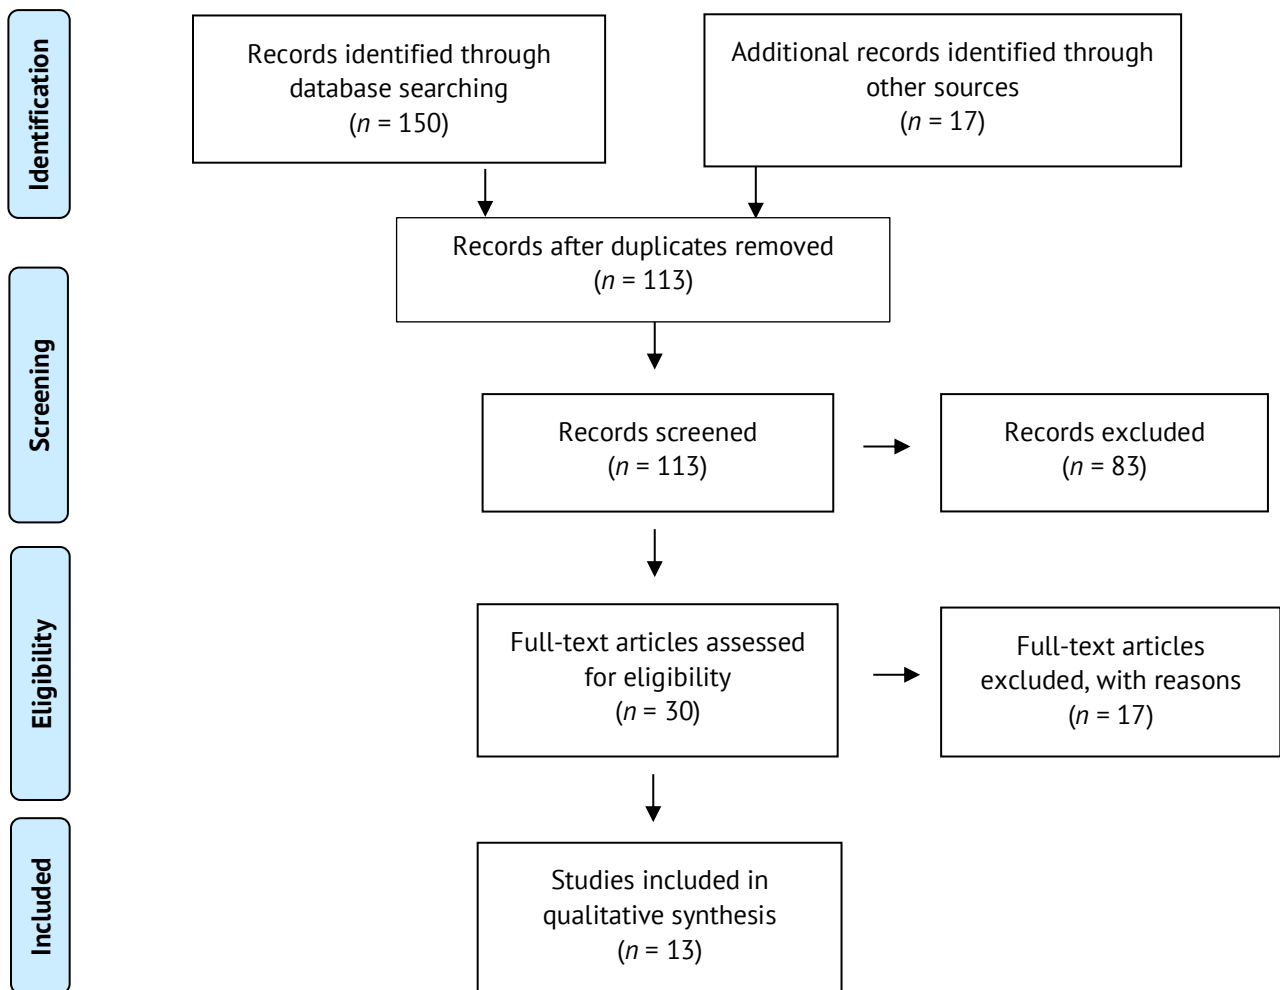 Identification
Records identified through
database searching
(n = 150)
Additional records identified through
other sources
(n = 17)
Records after duplicates removed
(n = 113)
Screening
Records screened
(n = 113)
Records excluded
(n = 83)
Eligibility
Full-text articles assessed
for eligibility
(n = 30)
Full-text articles
excluded, with reasons
(n = 17)
Included
Studies included in
qualitative synthesis
(n = 13)